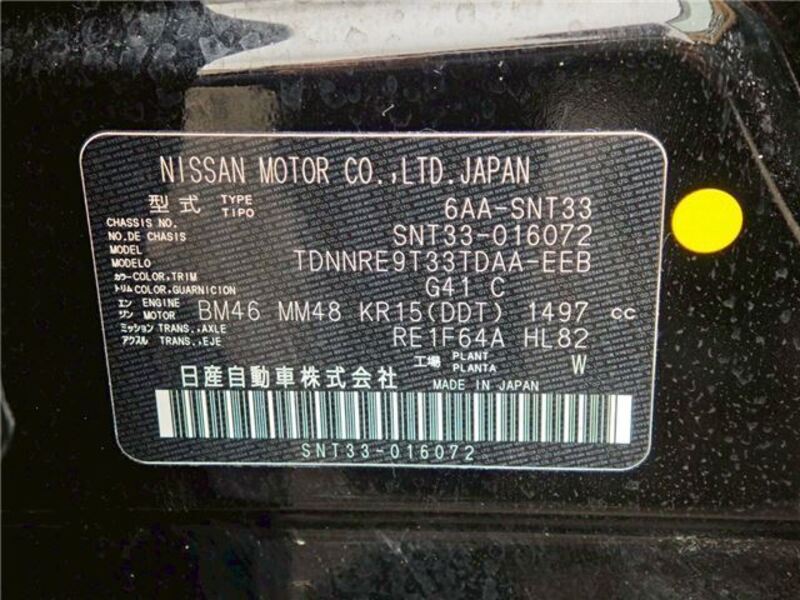 NISSAN MOTOR CO.,LTD.JAPAN
型式 TYPE TIPO 6AA-SNT33
CHASSIS NO. NO.DE CHASIS SNT33-016072
MODEL MODELO TDNNRE9T33TDAA-EEB
カラー COLOR,TRIM トリム COLOR,GUARNICION G41 C
エン ENGINE ジン MOTOR BM46 MM48 KR15(DDT) 1497 cc
ミッション TRANS.,AXLE アクスル TRANS.,EJE RE1F64A HL82
工場 PLANT PLANTA W
日産自動車株式会社 MADE IN JAPAN
SNT33-016072